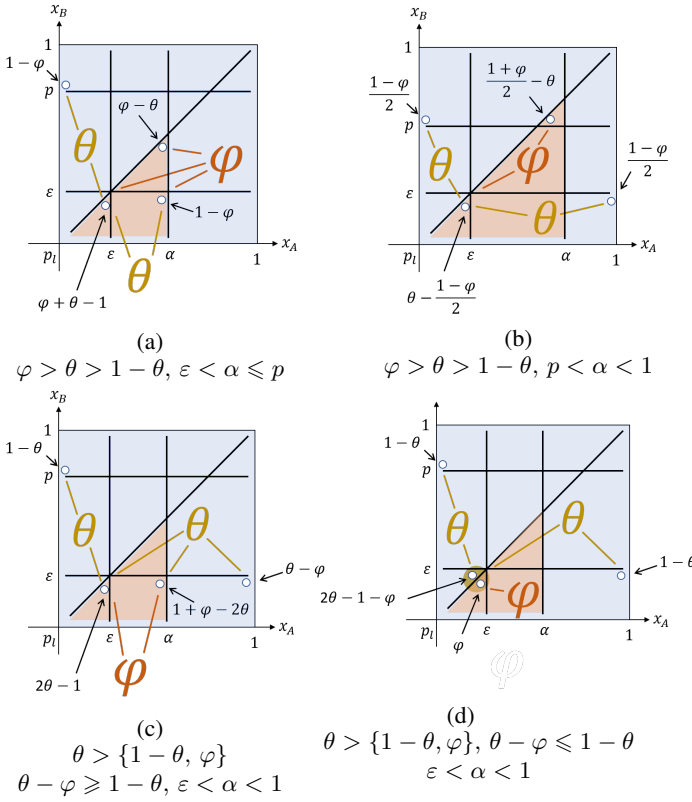 x_B
1
1 − φ
p
φ − θ
θ
φ
ε
1 − φ
θ
p_l
ε
α
1
x_A
φ + θ − 1
(a)
φ > θ > 1 − θ, ε < α ⩽ p
x_B
1
(1−φ)/2
(1+φ)/2 − θ
p
φ
(1−φ)/2
θ
ε
θ
p_l
ε
α
1
x_A
θ − (1−φ)/2
(b)
φ > θ > 1 − θ, p < α < 1
x_B
1
1 − θ
p
θ
θ
ε
θ − φ
1 + φ − 2θ
p_l
ε
α
1
x_A
φ
2θ − 1
(c)
θ > {1 − θ, φ}
θ − φ ⩾ 1 − θ, ε < α < 1
x_B
1
1 − θ
p
θ
θ
ε
1 − θ
2θ − 1 − φ
φ
p_l
φ
ε
α
1
x_A
φ
(d)
θ > {1 − θ, φ}, θ − φ ⩽ 1 − θ
ε < α < 1